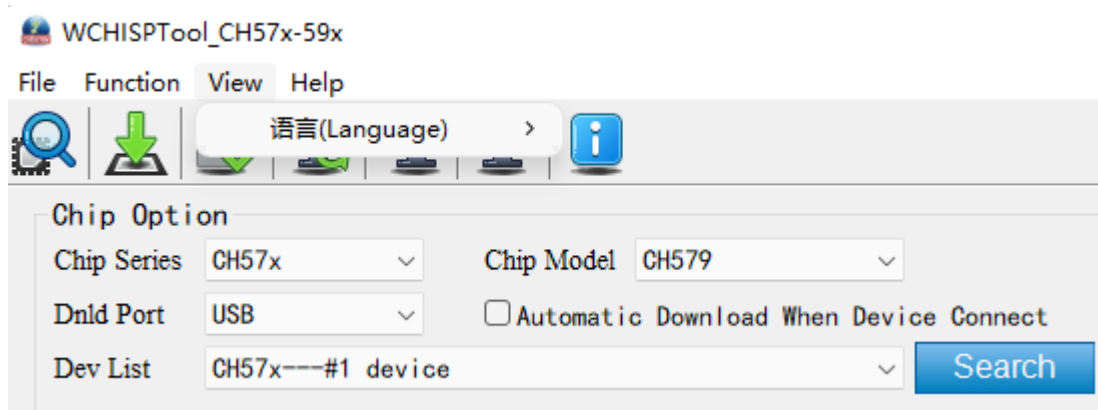 WCHISPTool_CH57x-59x
File Function View Help
语言(Language) >
Chip Option
Chip Series CH57x Chip Model CH579
Dnld Port USB Automatic Download When Device Connect
Dev List CH57x---#1 device Search